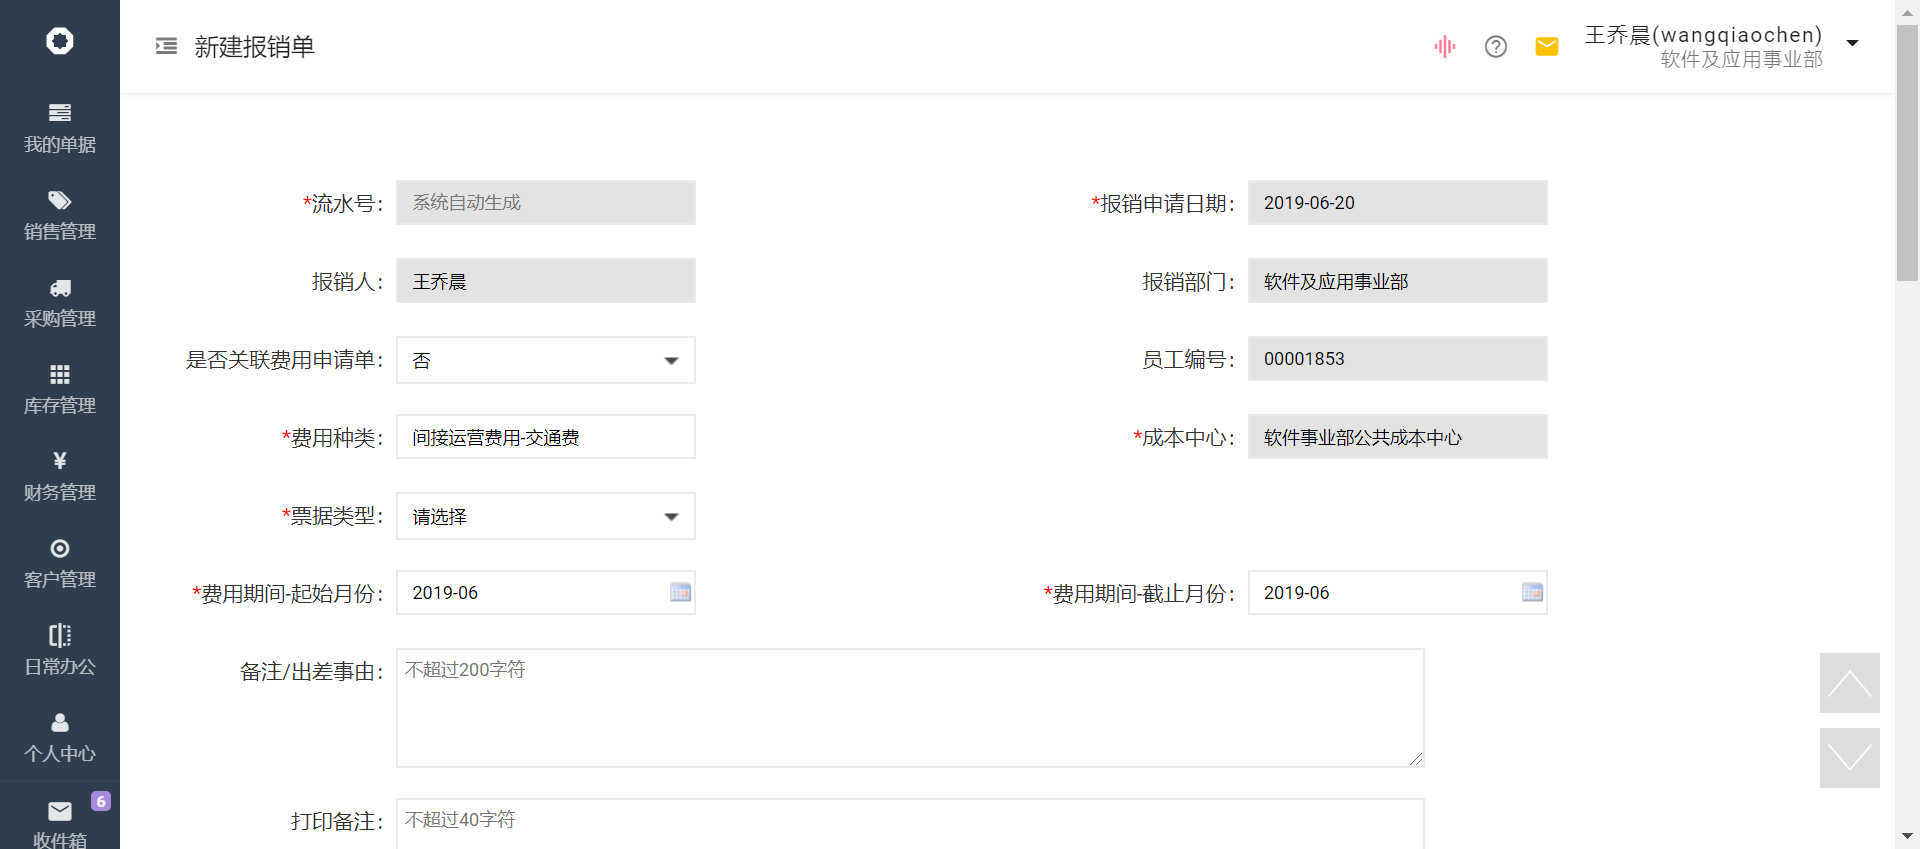 新建报销单
王乔晨(wangqiaochen)
软件及应用事业部
我的单据
销售管理
采购管理
库存管理
¥
财务管理
客户管理
日常办公
个人中心
6
收件箱
*流水号: 系统自动生成
*报销申请日期: 2019-06-20
报销人: 王乔晨
报销部门: 软件及应用事业部
是否关联费用申请单: 否
员工编号: 00001853
*费用种类: 间接运营费用-交通费
*成本中心: 软件事业部公共成本中心
*票据类型: 请选择
*费用期间-起始月份: 2019-06
*费用期间-截止月份: 2019-06
备注/出差事由: 不超过200字符
打印备注: 不超过40字符